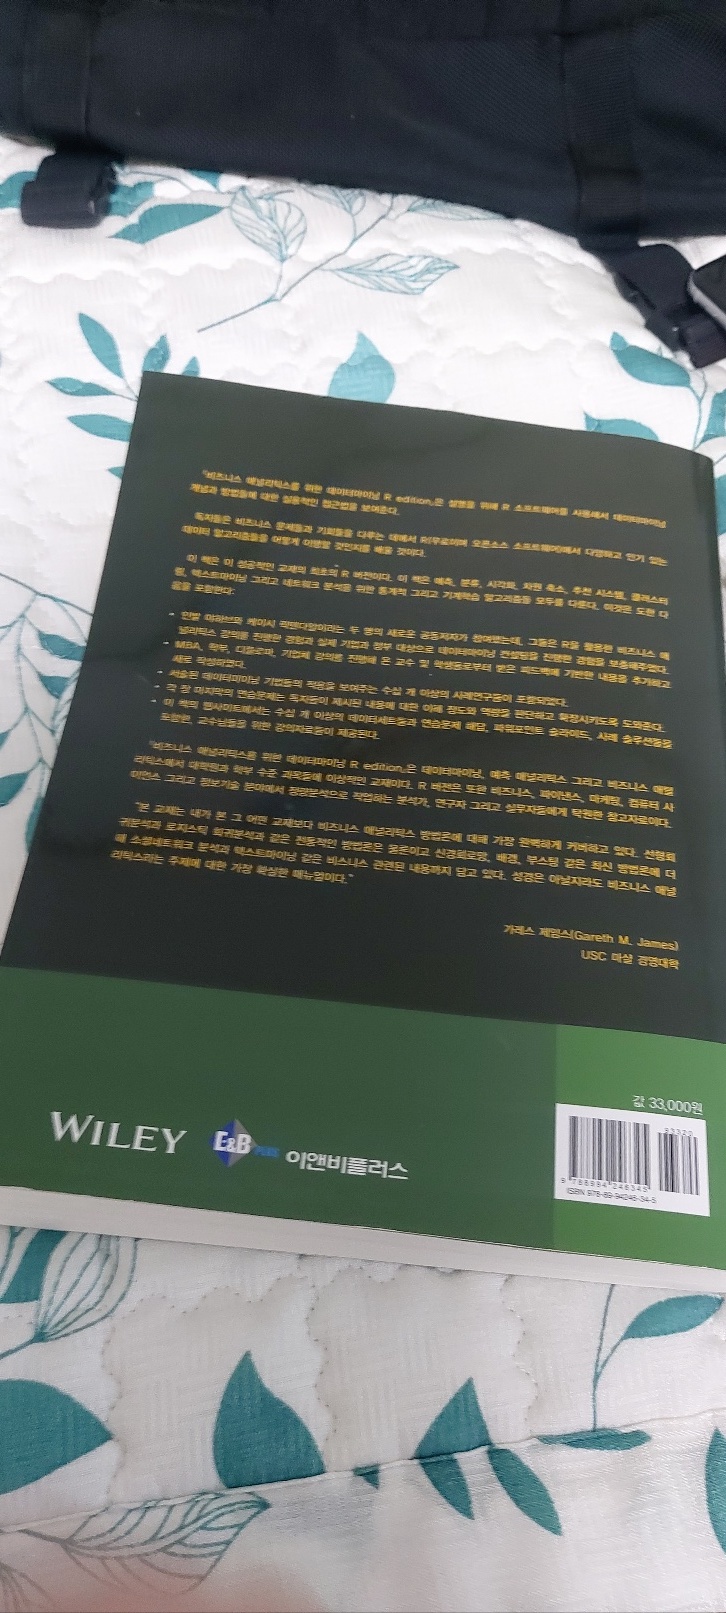 "비즈니스 애널리틱스를 위한 데이터마이닝 R edition,은 실행을 위해 R 소프트웨어를 사용해서 데이터마이닝
개념과 방법들에 대한 실용적인 접근법을 보여준다.
독자들은 비즈니스 문제들과 기회들을 다루는 데에서 R(무료이며 오픈소스 소프트웨어)에서 다양하고 인기 있는
데이터 알고리즘들을 어떻게 이행할 것인지를 배울 것이다.
이 책은 이 성공적인 교재의 최초의 R 버전이다. 이 책은 예측, 분류, 시각화, 차원 축소, 추천 시스템, 클러스터
링, 텍스트마이닝 그리고 네트워크 분석을 위한 통계적 그리고 기계학습 알고리즘을 모두를 다룬다. 이것은 또한 다
음을 포함한다:
• 인발 야하브와 케이시 리텐다알이라는 두 명의 새로운 공동저자가 참여했는데, 그들은 R을 활용한 비즈니스 애
널리틱스 강의를 진행한 경험과 실제 기업과 정부 대상으로 데이터마이닝 컨설팅을 진행한 경험을 보충해주었다.
• MBA, 학부, 디플로마, 기업체 강의를 진행해 온 교수 및 학생들로부터 받은 피드백에 기반한 내용을 추가하고
새로 작성하였다.
• 서술된 데이터마이닝 기법들의 적용을 보여주는 수십 개 이상의 사례연구들이 포함되었다.
• 각 장 마지막의 연습문제는 독자들이 제시된 내용에 대한 이해 정도와 역량을 판단하고 확장시키도록 도와준다.
• 이 책의 웹사이트에서는 수십 개 이상의 데이터세트들과 연습문제 해답, 파워포인트 슬라이드, 사례 솔루션들을
포함한, 교수님들을 위한 강의자료들이 제공된다.
"비즈니스 애널리틱스를 위한 데이터마이닝 R edition,은 데이터마이닝, 예측 애널리틱스 그리고 비즈니스 애널
리틱스에서 대학원과 학부 수준 과목들에 이상적인 교재이다. R 버전은 또한 비즈니스, 파이낸스, 마케팅, 컴퓨터 사
이언스 그리고 정보기술 분야에서 정량분석으로 작업하는 분석가, 연구자 그리고 실무자들에게 탁월한 참고자료이다.
"본 교재는 내가 본 그 어떤 교재보다 비즈니스 애널리틱스 방법론에 대해 가장 완벽하게 커버하고 있다. 선형회
귀분석과 로지스틱 회귀분석과 같은 전통적인 방법론은 물론이고 신경회로망, 배깅, 부스팅 같은 최신 방법론에 더
해 소셜네트워크 분석과 텍스트마이닝 같은 비스니스 관련된 내용까지 담고 있다. 성경은 아닐지라도 비즈니스 애널
리틱스라는 주제에 대한 가장 확실한 매뉴얼이다."
가레스 제임스(Gareth M. James)
USC 마샬 경영대학
값 33,000원
WILEY
E&B PLUS 이앤비플러스
93320
9 788994 246345
ISBN 978-89-94246-34-5